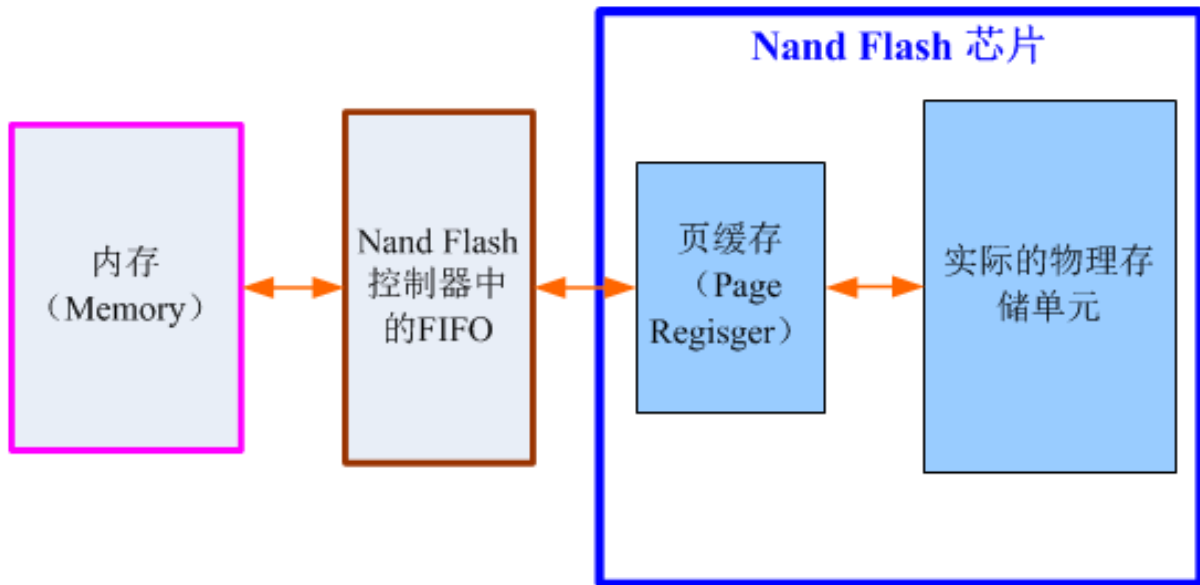 Nand Flash 芯片
内存
（Memory）
Nand Flash
控制器中
的FIFO
页缓存
（Page
Regisger）
实际的物理存
储单元